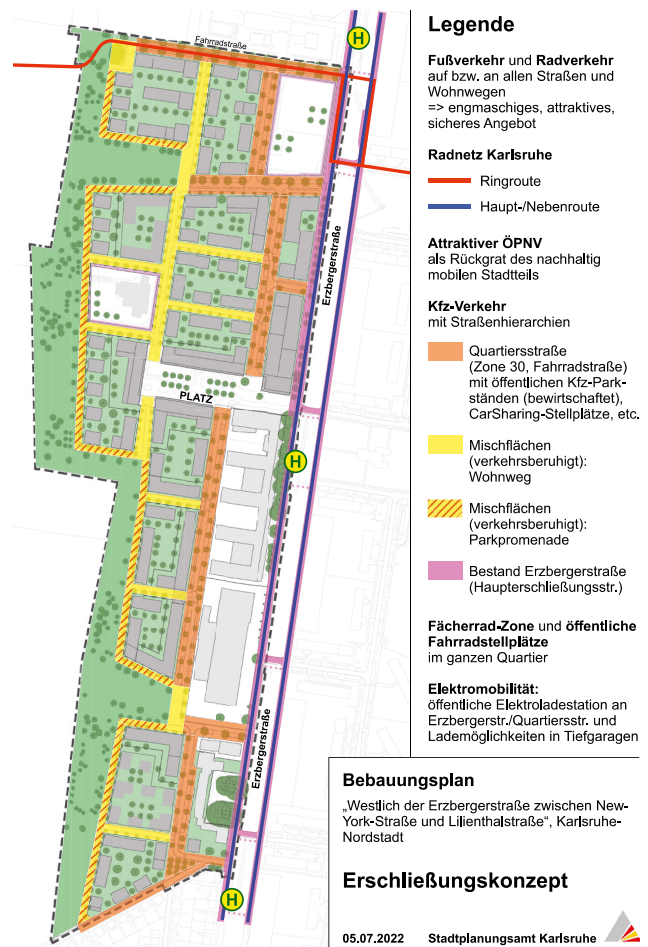 Fahrradstraße
H
Erzbergerstraße
PLATZ
H
Erzbergerstraße
H
Legende
Fußverkehr und Radverkehr
auf bzw. an allen Straßen und
Wohnwegen
=> engmaschiges, attraktives,
sicheres Angebot
Radnetz Karlsruhe
Ringroute
Haupt-/Nebenroute
Attraktiver ÖPNV
als Rückgrat des nachhaltig
mobilen Stadtteils
Kfz-Verkehr
mit Straßenhierarchien
Quartiersstraße
(Zone 30, Fahrradstraße)
mit öffentlichen Kfz-Park-
ständen (bewirtschaftet),
CarSharing-Stellplätze, etc.
Mischflächen
(verkehrsberuhigt):
Wohnweg
Mischflächen
(verkehrsberuhigt):
Parkpromenade
Bestand Erzbergerstraße
(Haupterschließungsstr.)
Fächerrad-Zone und öffentliche
Fahrradstellplätze
im ganzen Quartier
Elektromobilität:
öffentliche Elektroladestation an
Erzbergerstr./Quartiersstr. und
Lademöglichkeiten in Tiefgaragen
Bebauungsplan
„Westlich der Erzbergerstraße zwischen New-
York-Straße und Lilienthalstraße“, Karlsruhe-
Nordstadt
Erschließungskonzept
05.07.2022 Stadtplanungsamt Karlsruhe